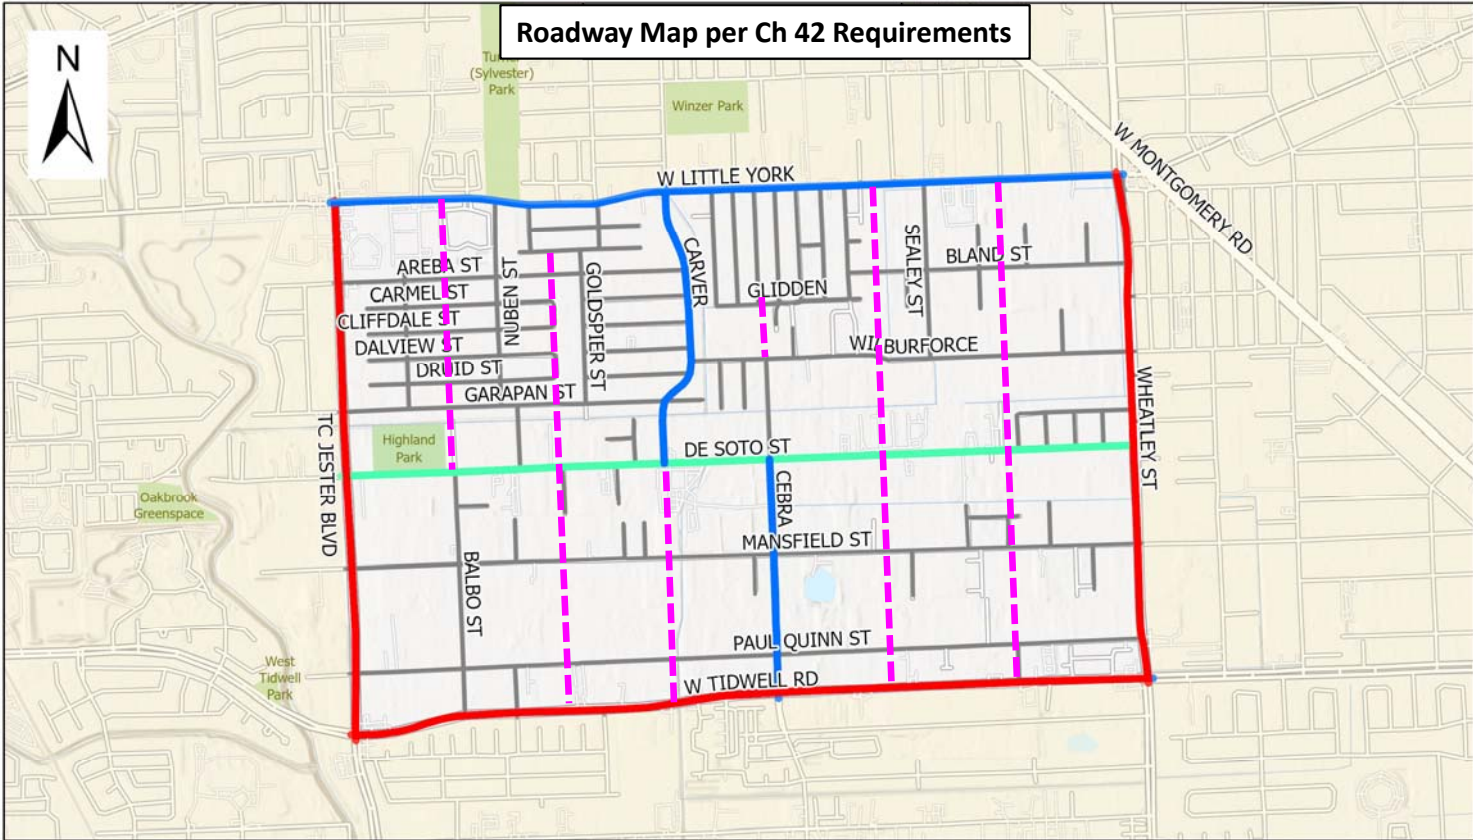 Roadway Map per Ch 42 Requirements
N
(Sylvester)
Park
Winzer Park
W MONTGOMERY RD
W LITTLE YORK
AREBA ST
CARMEL ST
CLIFFDALE ST
DALVIEW ST
DRUID ST
GARAPAN ST
NUBEN ST
GOLDSPIER ST
CARVER
GLIDDEN
SEALEY ST
BLAND ST
WILBURFORCE
WHEATLEY ST
TC JESTER BLVD
Highland
Park
DE SOTO ST
Oakbrook
Greenspace
CEBRA
MANSFIELD ST
BALBO ST
PAUL QUINN ST
West
Tidwell
Park
W TIDWELL RD